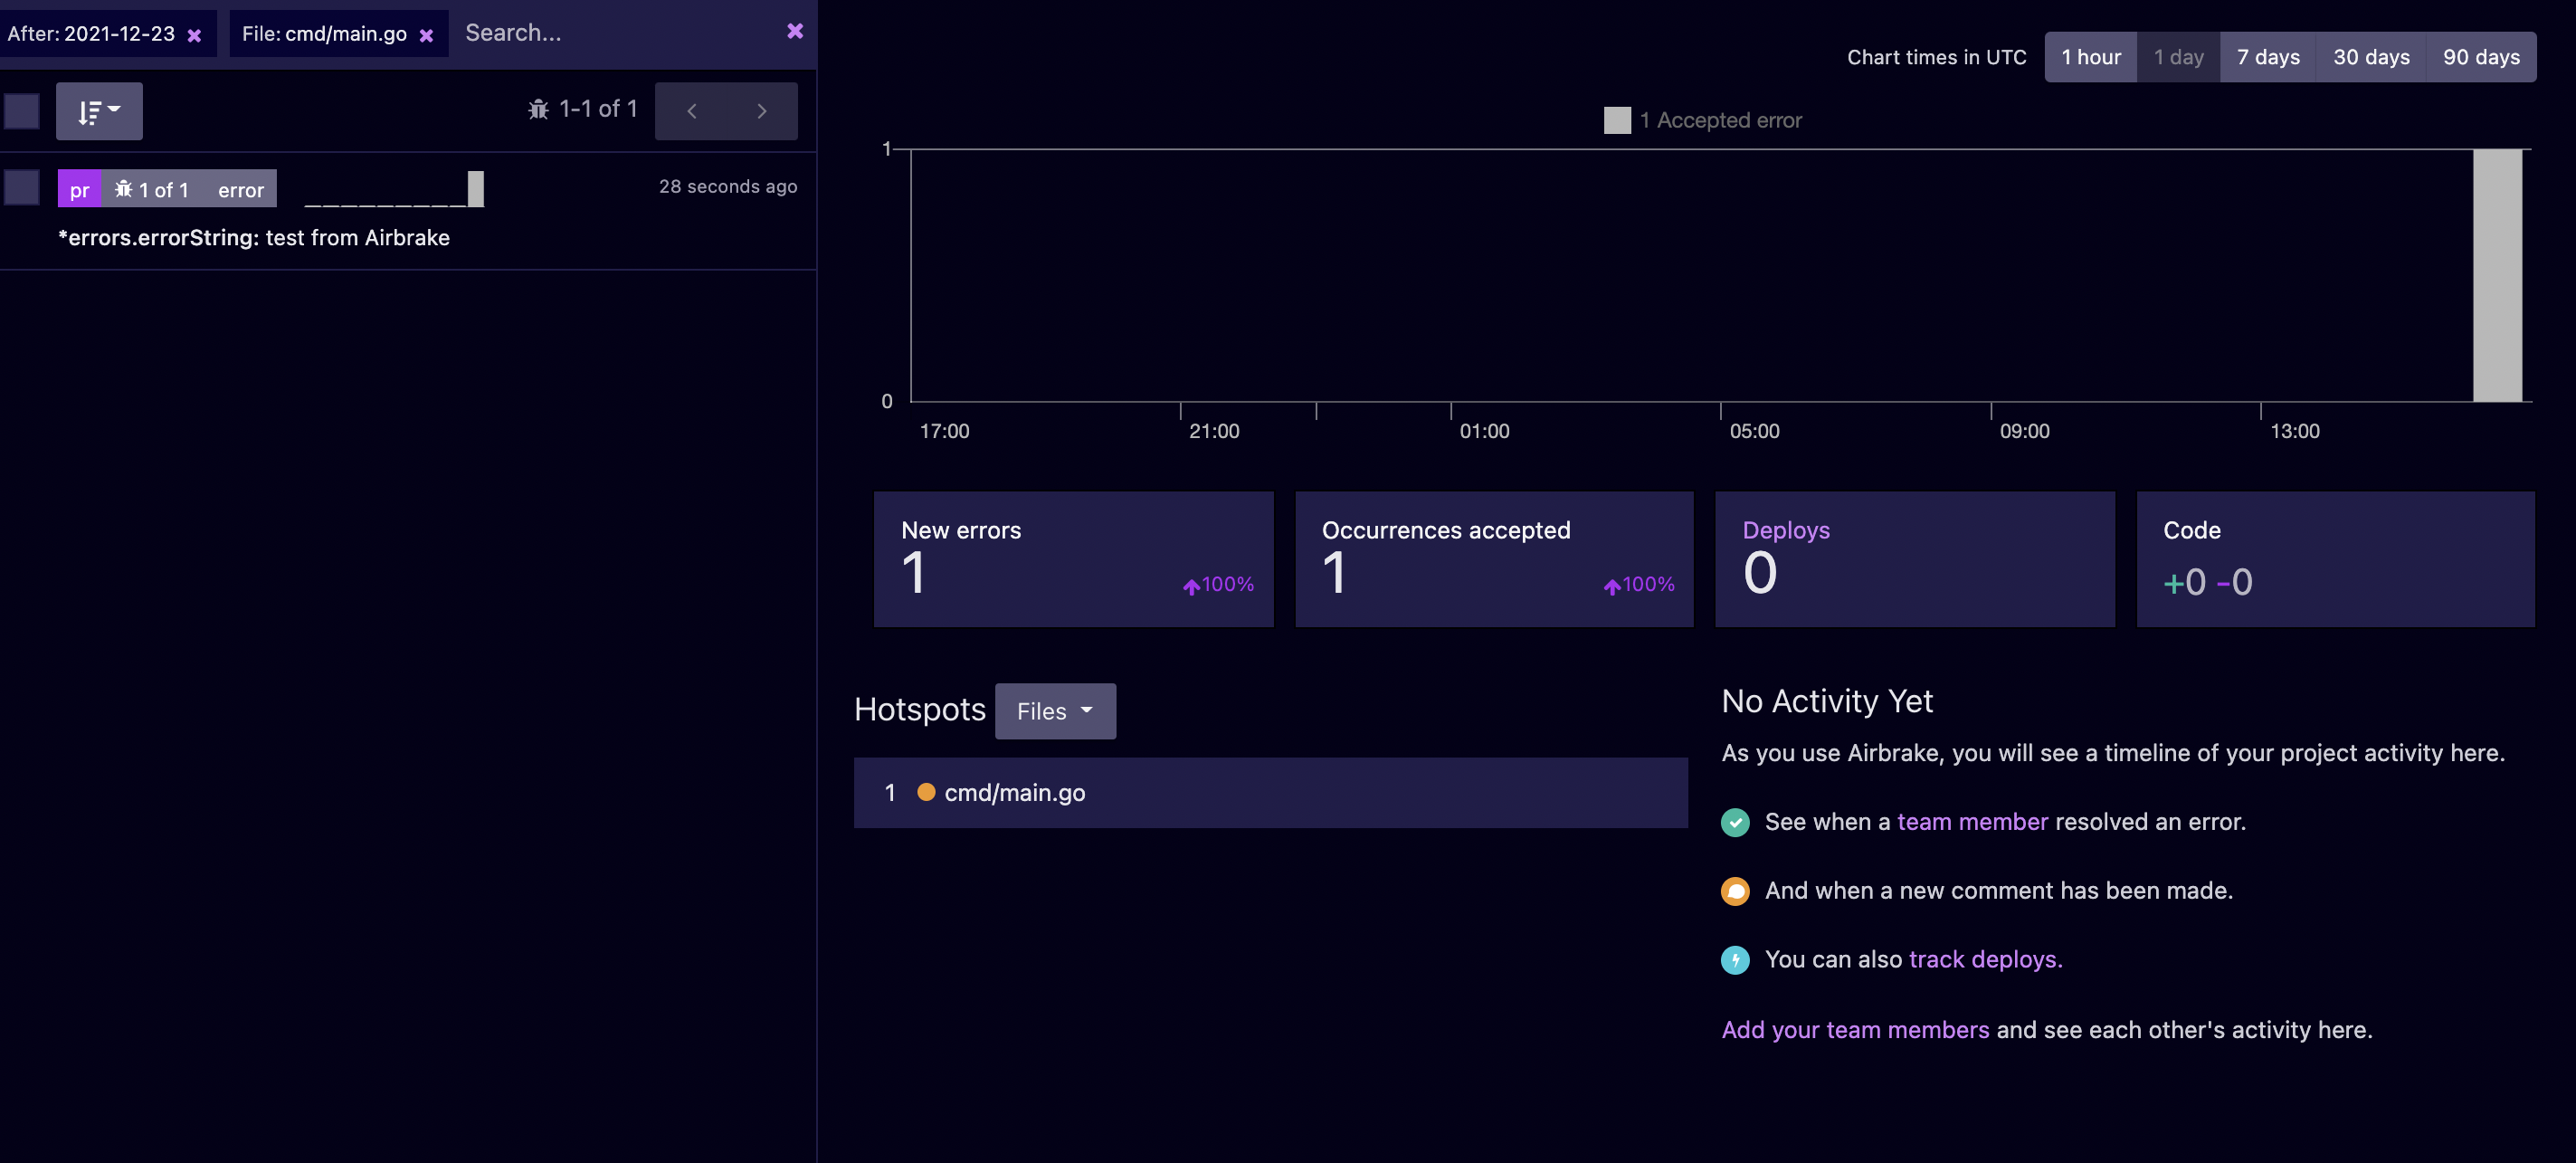 After: 2021-12-23 ×
File: cmd/main.go ×
Search...
1-1 of 1
pr 1 of 1 error
28 seconds ago
*errors.errorString: test from Airbrake
Chart times in UTC
1 hour
1 day
7 days
30 days
90 days
1 Accepted error
1
0
17:00
21:00
01:00
05:00
09:00
13:00
New errors
1
100%
Occurrences accepted
1
100%
Deploys
0
Code
+0 -0
Hotspots
Files
1 cmd/main.go
No Activity Yet
As you use Airbrake, you will see a timeline of your project activity here.
See when a team member resolved an error.
And when a new comment has been made.
You can also track deploys.
Add your team members and see each other's activity here.